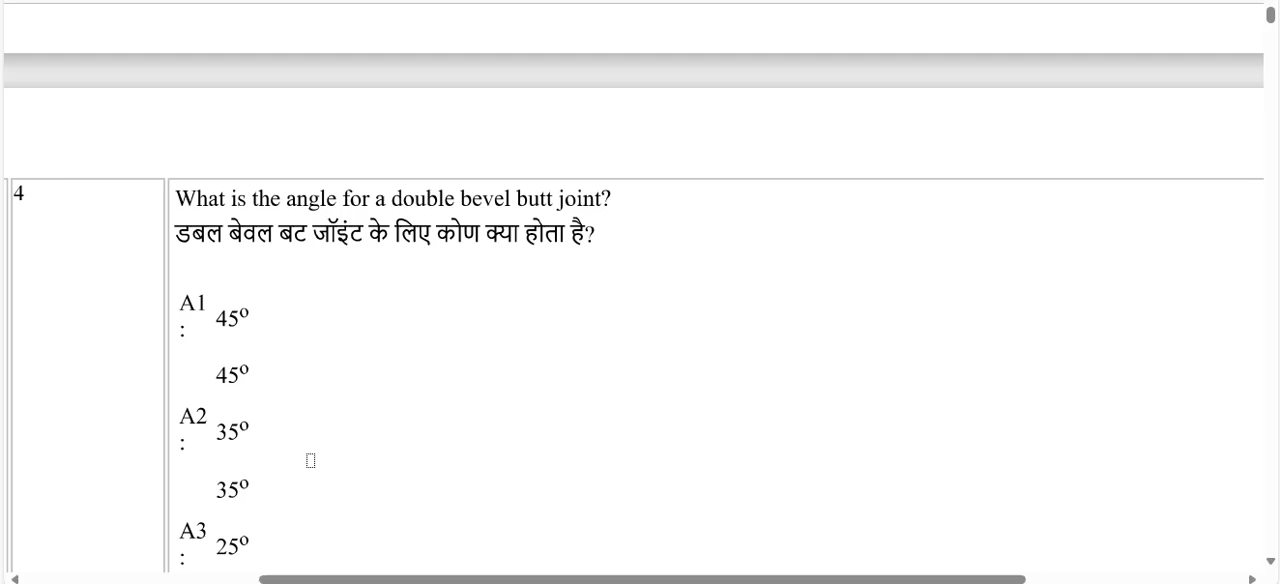 4
What is the angle for a double bevel butt joint?
डबल बेवल बट जॉइंट के लिए कोण क्या होता है?
A1
:
45º
45º
A2
:
35º
35º
A3
:
25º